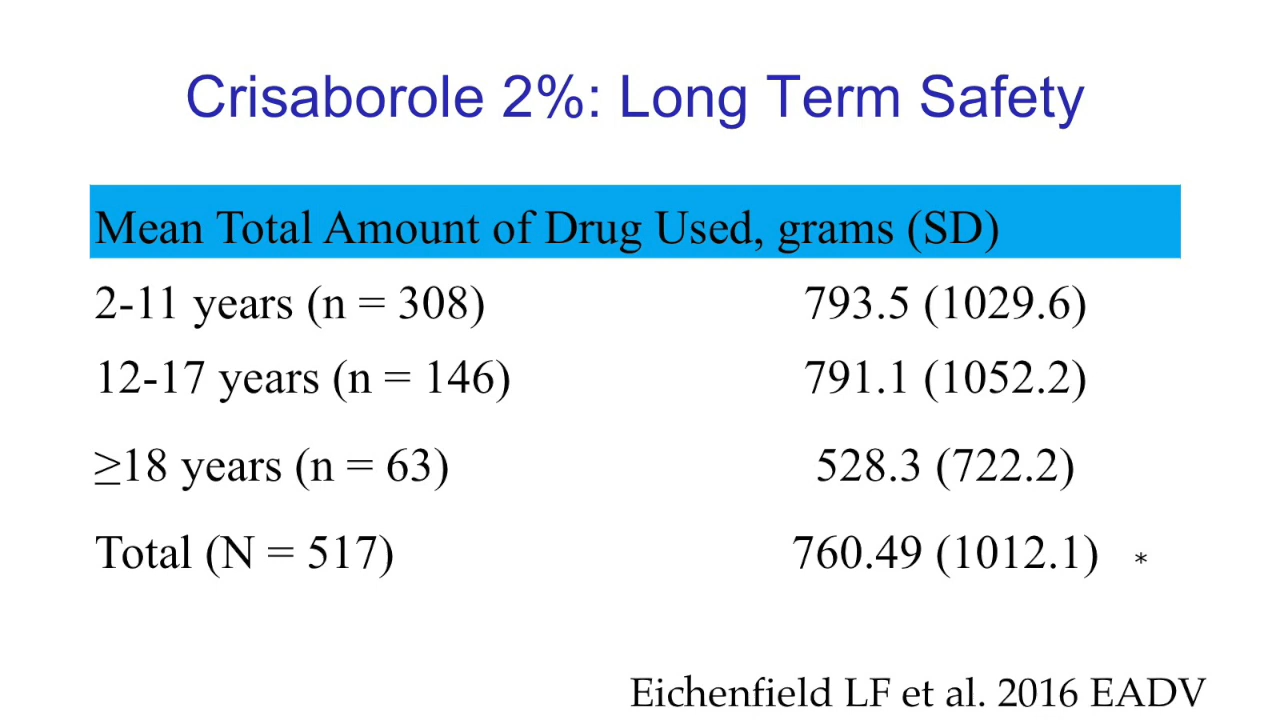 Crisaborole 2%: Long Term Safety
Mean Total Amount of Drug Used, grams (SD)
2-11 years (n = 308) 793.5 (1029.6)
12-17 years (n = 146) 791.1 (1052.2)
≥18 years (n = 63) 528.3 (722.2)
Total (N = 517) 760.49 (1012.1) *
Eichenfield LF et al. 2016 EADV